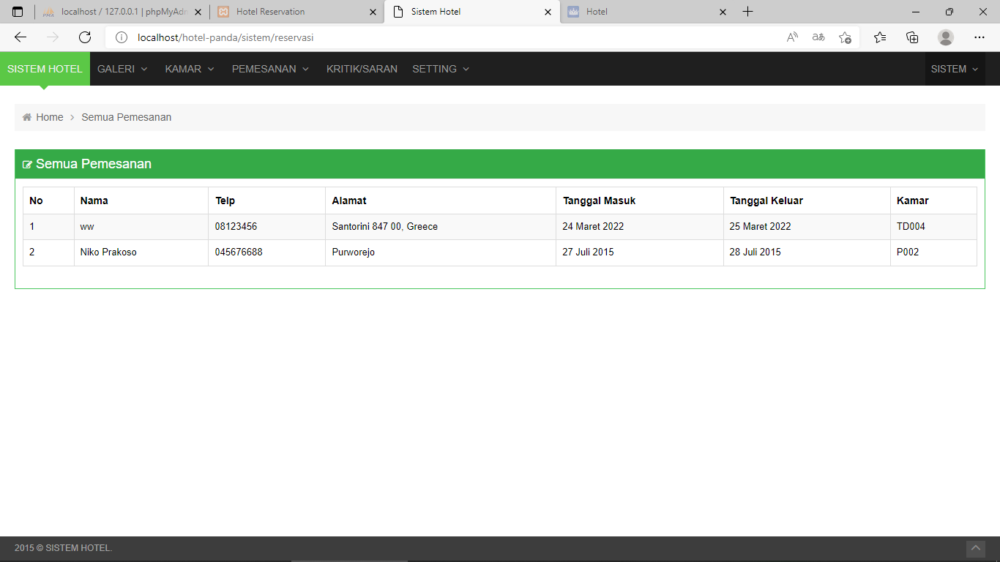 localhost / 127.0.0.1 | phpMyAdn
Hotel Reservation
Sistem Hotel
Hotel
localhost/hotel-panda/sistem/reservasi
SISTEM HOTEL GALERI KAMAR PEMESANAN KRITIK/SARAN SETTING SISTEM
Home > Semua Pemesanan
Semua Pemesanan
No Nama Telp Alamat Tanggal Masuk Tanggal Keluar Kamar
1 ww 08123456 Santorini 847 00, Greece 24 Maret 2022 25 Maret 2022 TD004
2 Niko Prakoso 045676688 Purworejo 27 Juli 2015 28 Juli 2015 P002
2015 © SISTEM HOTEL.